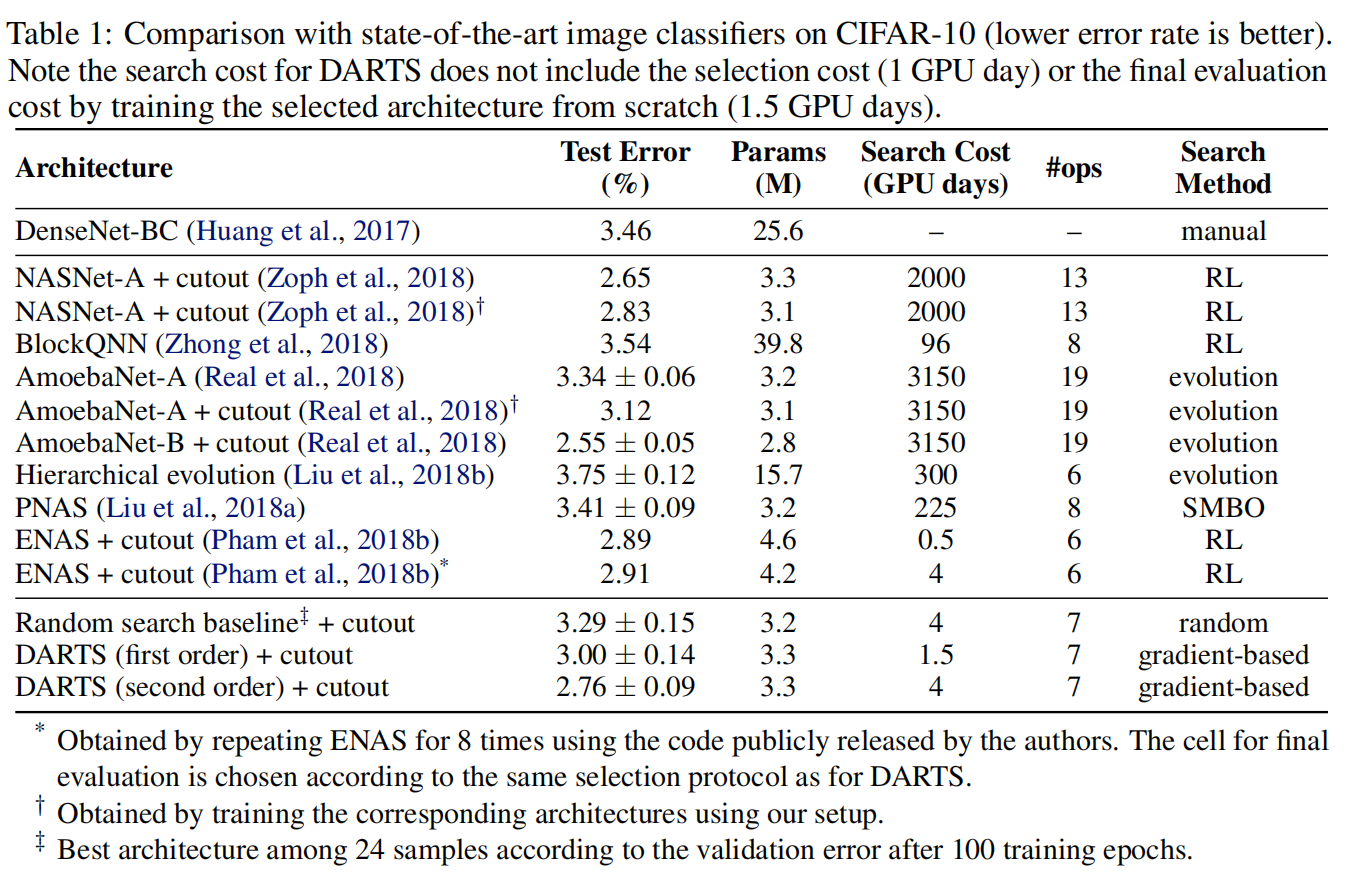 Table 1: Comparison with state-of-the-art image classifiers on CIFAR-10 (lower error rate is better).
Note the search cost for DARTS does not include the selection cost (1 GPU day) or the final evaluation
cost by training the selected architecture from scratch (1.5 GPU days).
Architecture Test Error (%) Params (M) Search Cost (GPU days) #ops Search Method
DenseNet-BC (Huang et al., 2017) 3.46 25.6 – – manual
NASNet-A + cutout (Zoph et al., 2018) 2.65 3.3 2000 13 RL
NASNet-A + cutout (Zoph et al., 2018)† 2.83 3.1 2000 13 RL
BlockQNN (Zhong et al., 2018) 3.54 39.8 96 8 RL
AmoebaNet-A (Real et al., 2018) 3.34 ± 0.06 3.2 3150 19 evolution
AmoebaNet-A + cutout (Real et al., 2018)† 3.12 3.1 3150 19 evolution
AmoebaNet-B + cutout (Real et al., 2018) 2.55 ± 0.05 2.8 3150 19 evolution
Hierarchical evolution (Liu et al., 2018b) 3.75 ± 0.12 15.7 300 6 evolution
PNAS (Liu et al., 2018a) 3.41 ± 0.09 3.2 225 8 SMBO
ENAS + cutout (Pham et al., 2018b) 2.89 4.6 0.5 6 RL
ENAS + cutout (Pham et al., 2018b)* 2.91 4.2 4 6 RL
Random search baseline‡ + cutout 3.29 ± 0.15 3.2 4 7 random
DARTS (first order) + cutout 3.00 ± 0.14 3.3 1.5 7 gradient-based
DARTS (second order) + cutout 2.76 ± 0.09 3.3 4 7 gradient-based
* Obtained by repeating ENAS for 8 times using the code publicly released by the authors. The cell for final
evaluation is chosen according to the same selection protocol as for DARTS.
† Obtained by training the corresponding architectures using our setup.
‡ Best architecture among 24 samples according to the validation error after 100 training epochs.